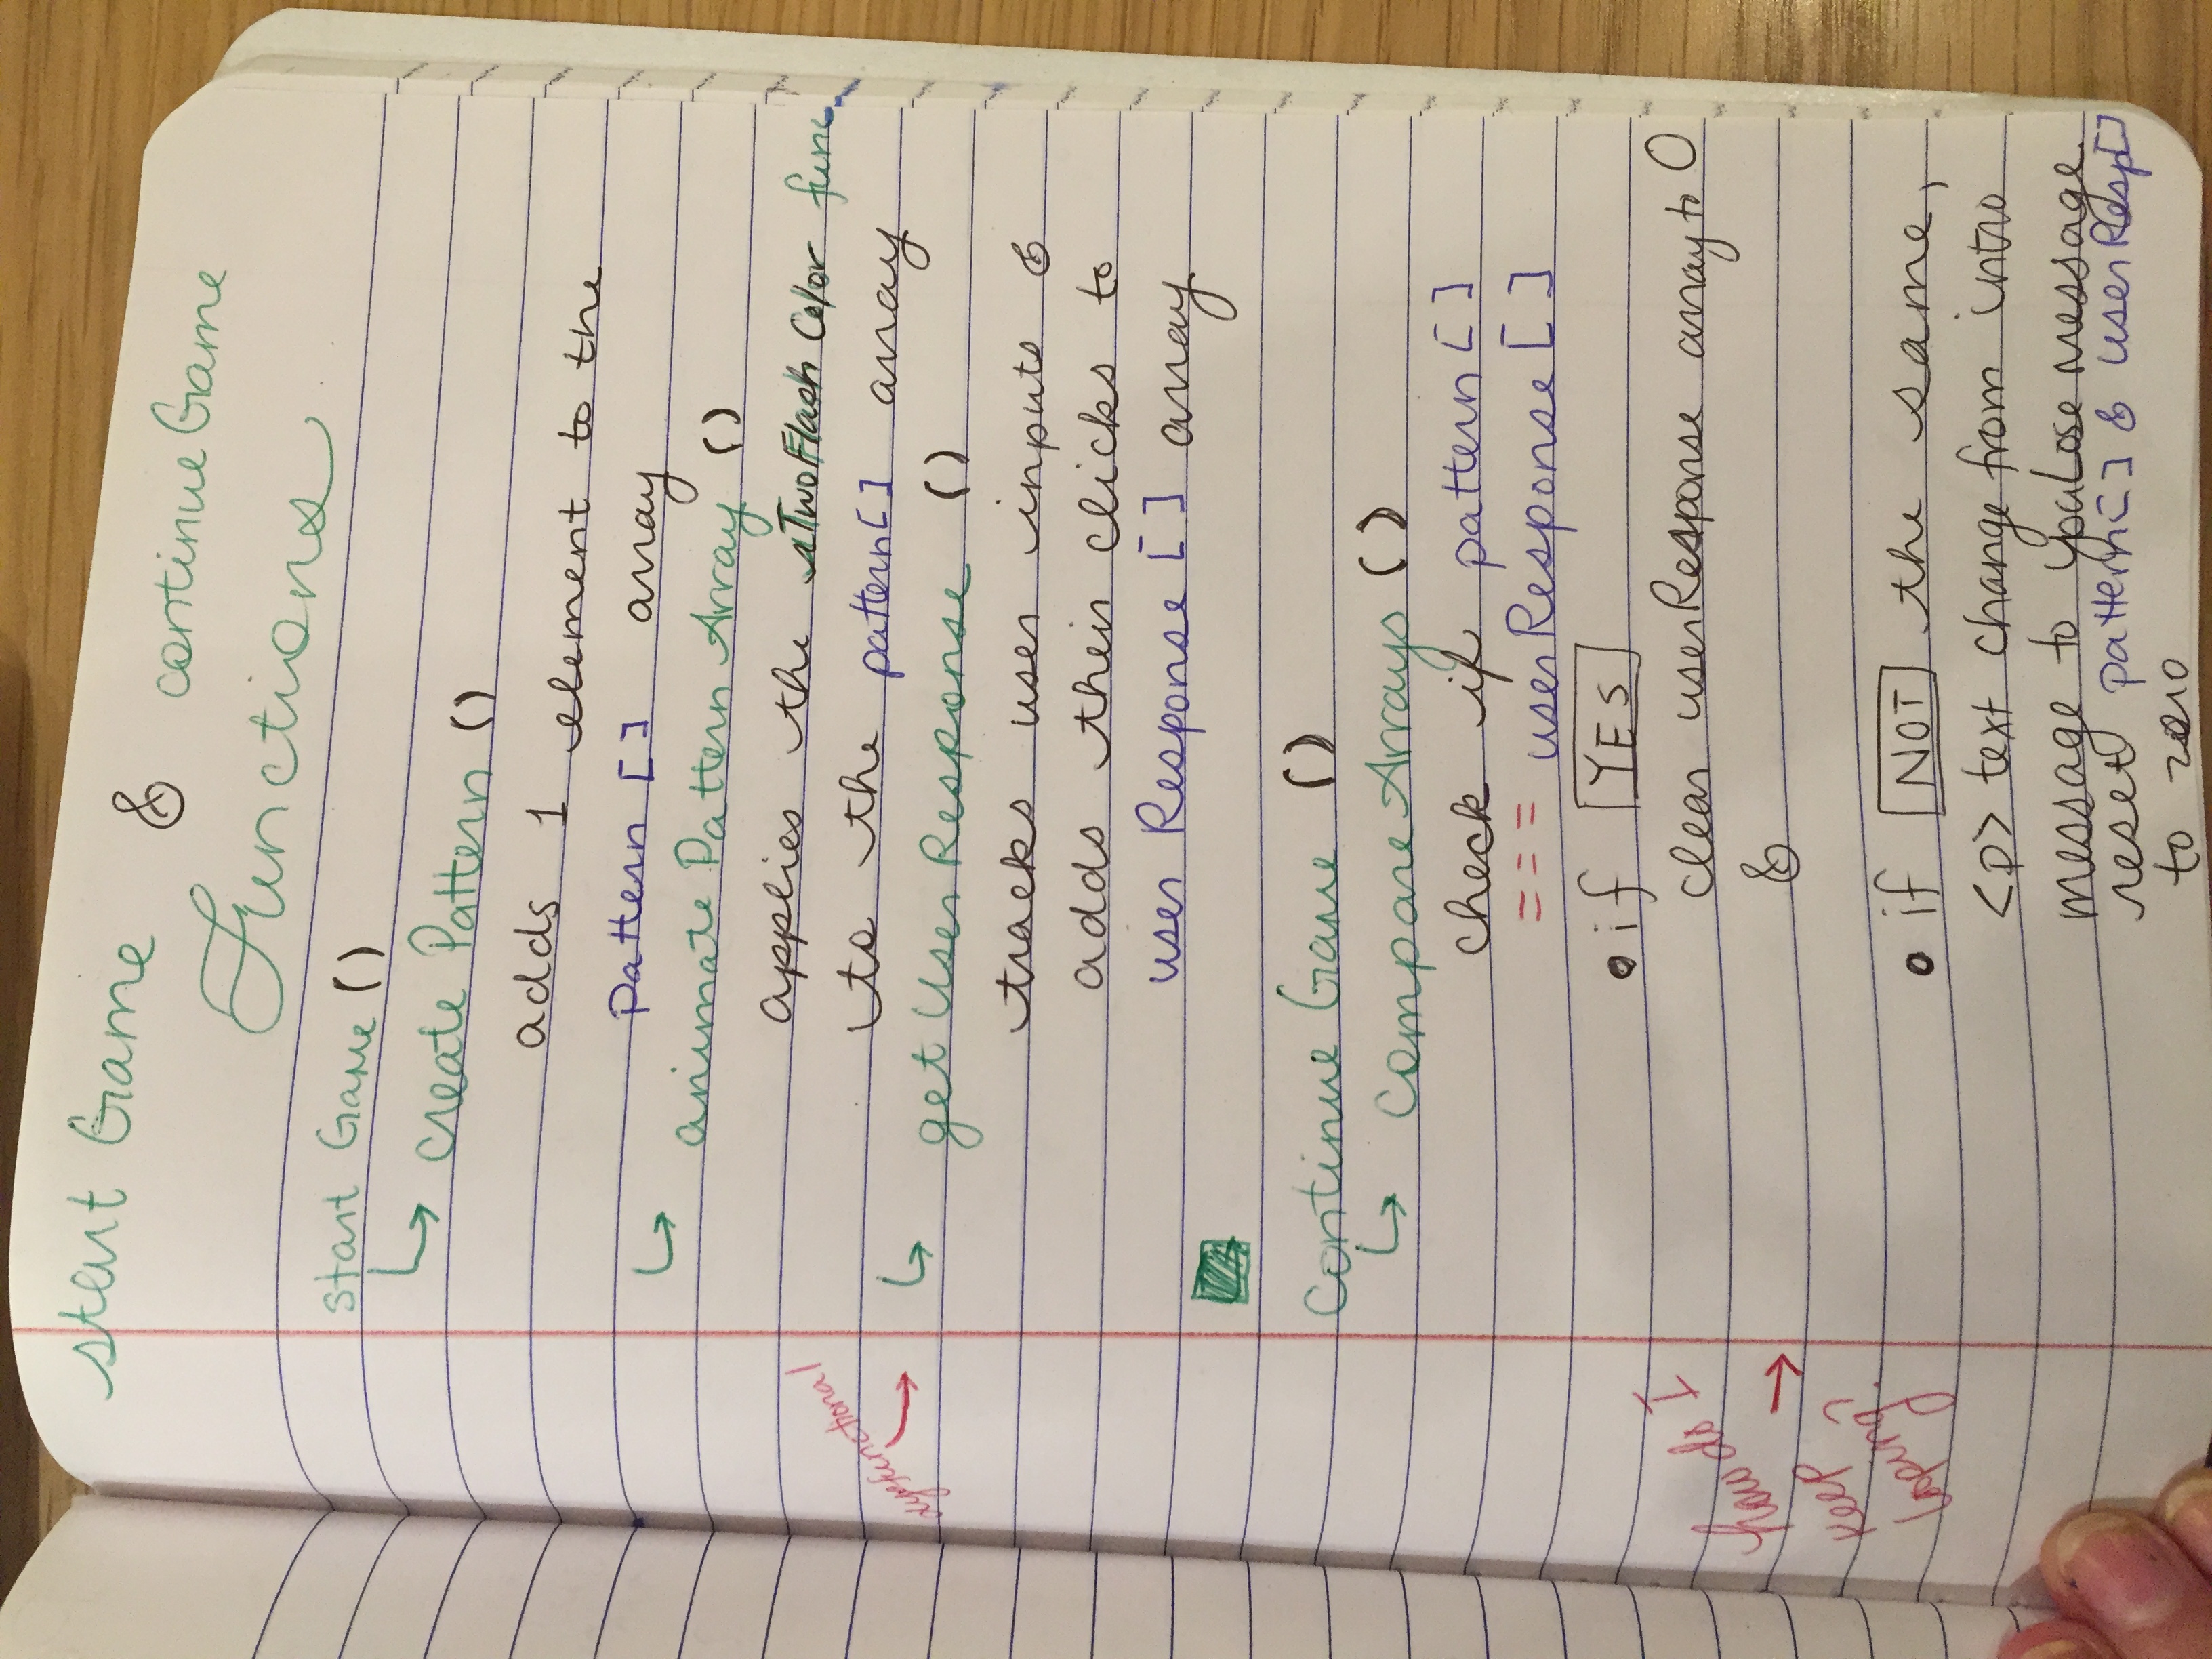 start Game & continueGame
Functions
start Game ()
create Pattern ()
adds 1 element to the
pattern [ ] array
animate Pattern Array ()
applies the TwoFlash Color func
to the pattern[ ] array
dysfunctional
get User Response ()
tracks user inputs &
adds their clicks to
user Response [ ] array
Continue Game ()
Compare Arrays ()
check if pattern [ ]
=== userResponse [ ]
• if YES
clear userResponse array to 0
&
how do I
keep
looping?
• if NOT the same,
<p> text change from intro
message to youLose message
reset pattern[ ] & userResp[]
to zero